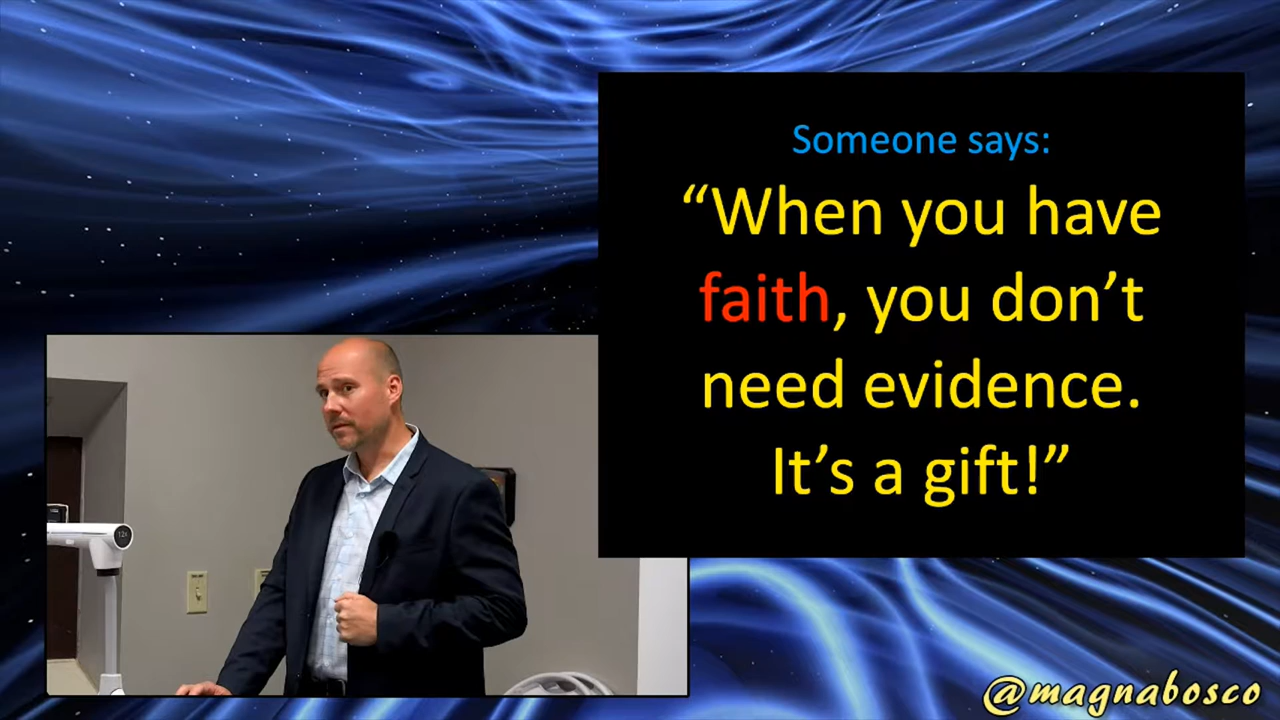 Someone says:
“When you have
faith, you don’t
need evidence.
It’s a gift!”
@magnabosco